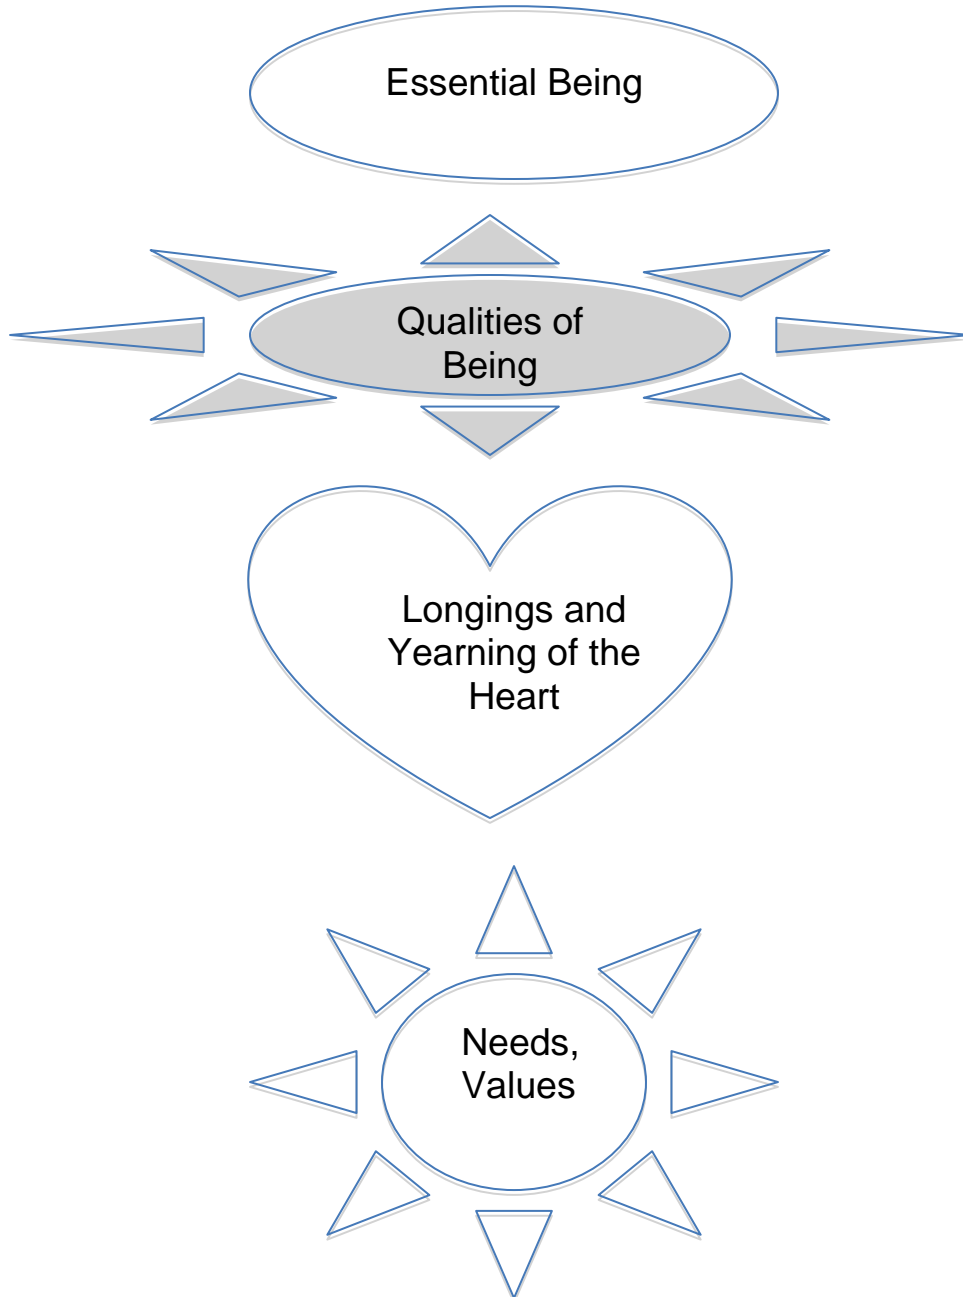 Essential Being
Qualities of
Being
Longings and
Yearning of the
Heart
Needs,
Values